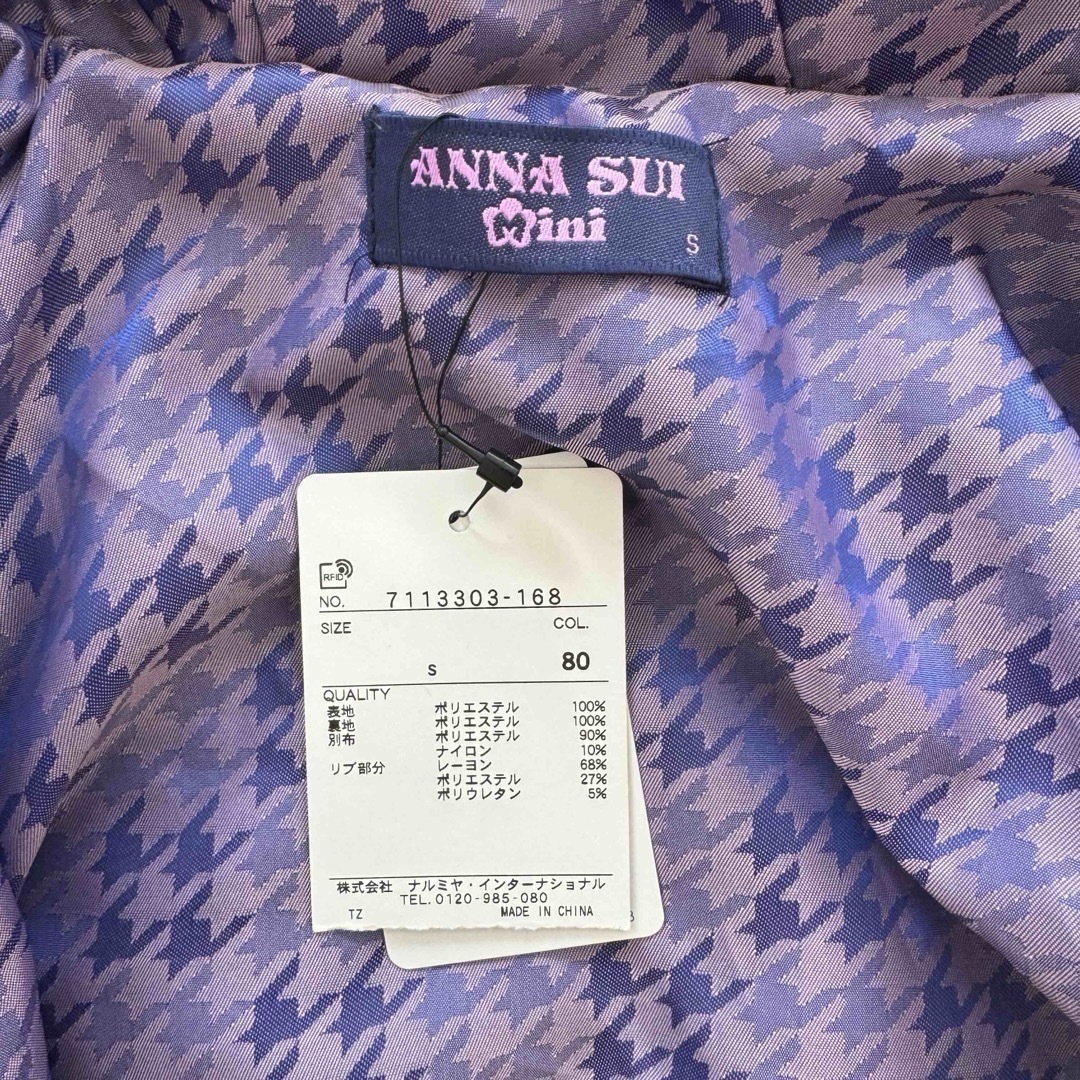 ANNA SUI
Mini
S
RFID
NO. 7113303-168
SIZE COL.
S 80
QUALITY
表地 ポリエステル 100%
裏地 ポリエステル 100%
別布 ポリエステル 90%
ナイロン 10%
リブ部分 レーヨン 68%
ポリエステル 27%
ポリウレタン 5%
株式会社 ナルミヤ・インターナショナル
TEL.0120-985-080
TZ MADE IN CHINA